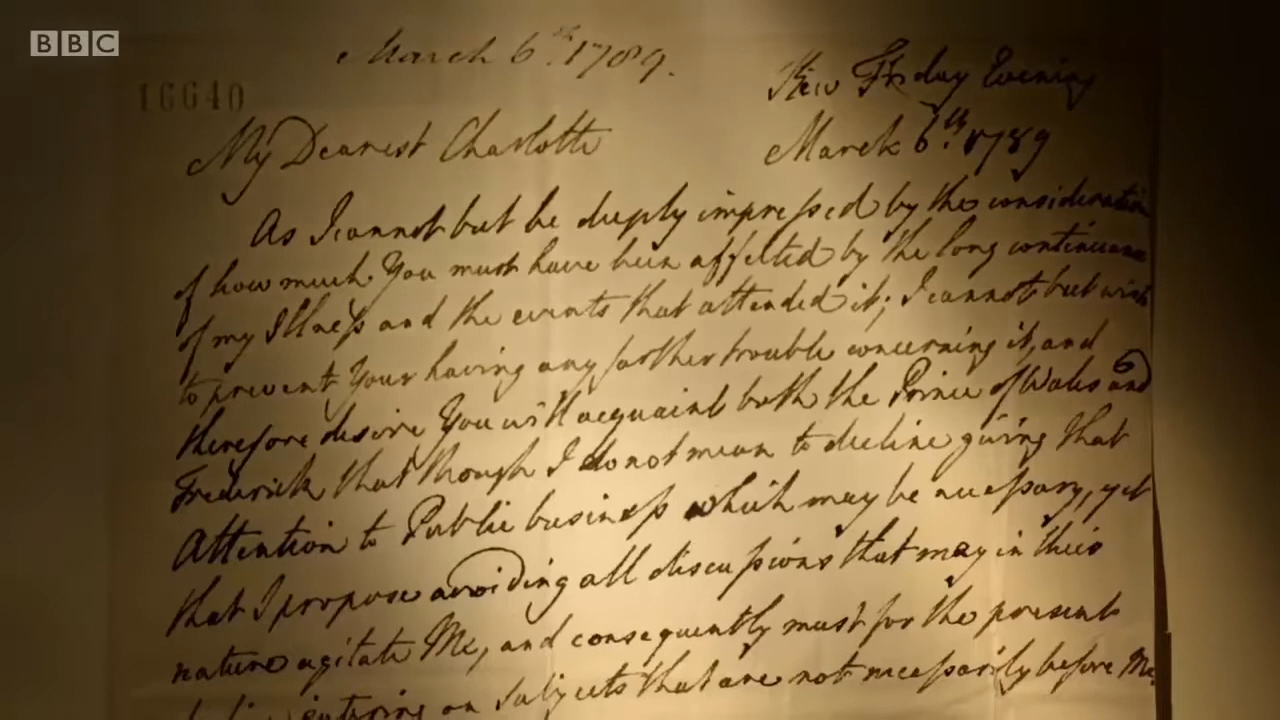 BBC
March 6th. 1789.
16640
Kew Friday Evening
March 6th. 1789
My Dearest Charlotte
As I cannot but be deeply impressed by the consideration
of how much You must have been affected by the long continuance
of my Illness and the events that attended it; I cannot but wish
to prevent Your having any farther trouble concerning it, and
therefore desire You will acquaint both the Prince of Wales and
Frederick that though I do not mean to decline giving that
Attention to Public business which may be necessary, yet
that I propose avoiding all discussions that may in their
nature agitate Me, and consequently must for the present
entering on Subjects that are not necessarily before Me,